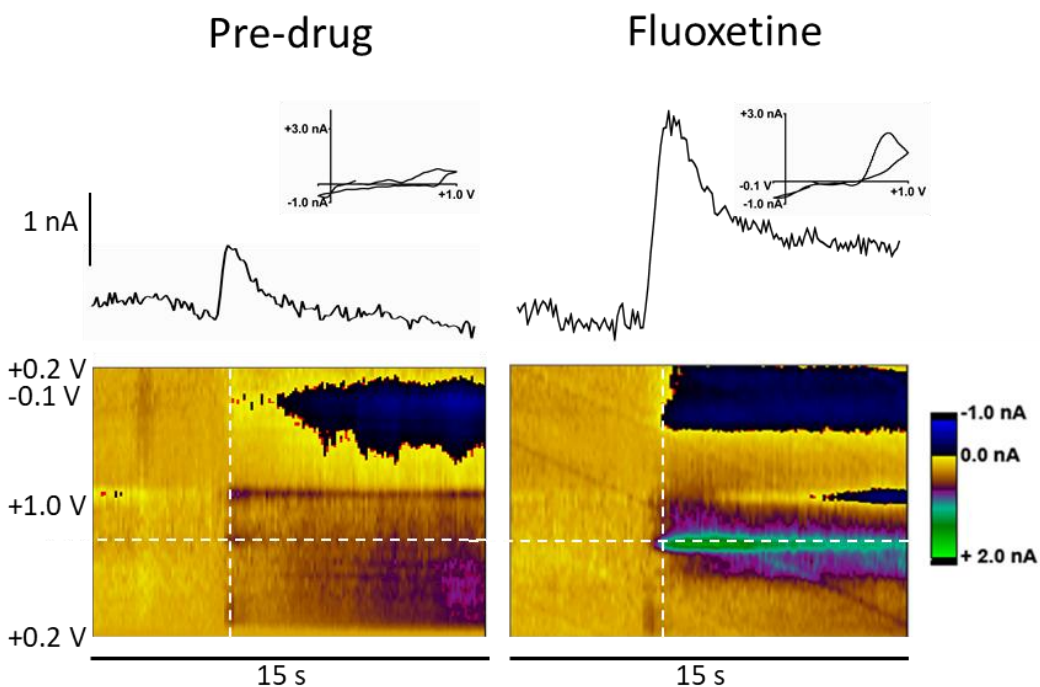 Pre-drug
Fluoxetine
+3.0 nA
-1.0 nA
+1.0 V
+3.0 nA
-0.1 V
-1.0 nA
+1.0 V
1 nA
+0.2 V
-0.1 V
+1.0 V
+0.2 V
-1.0 nA
0.0 nA
+ 2.0 nA
15 s
15 s